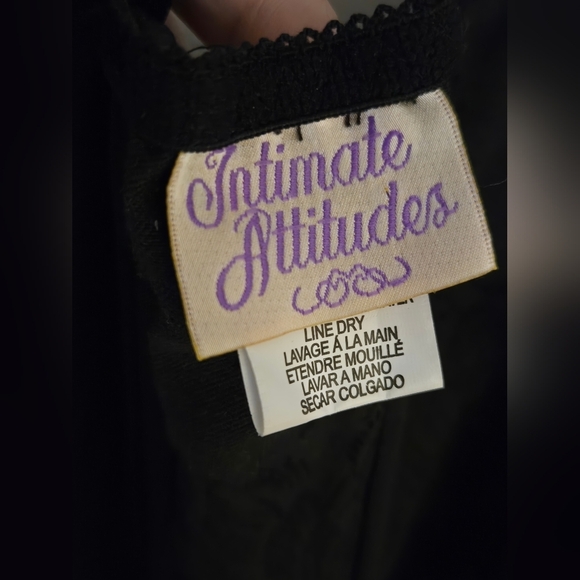 Intimate
Attitudes
LINE DRY
LAVAGE Á LA MAIN
ETENDRE MOUILLÉ
LAVAR A MANO
SECAR COLGADO